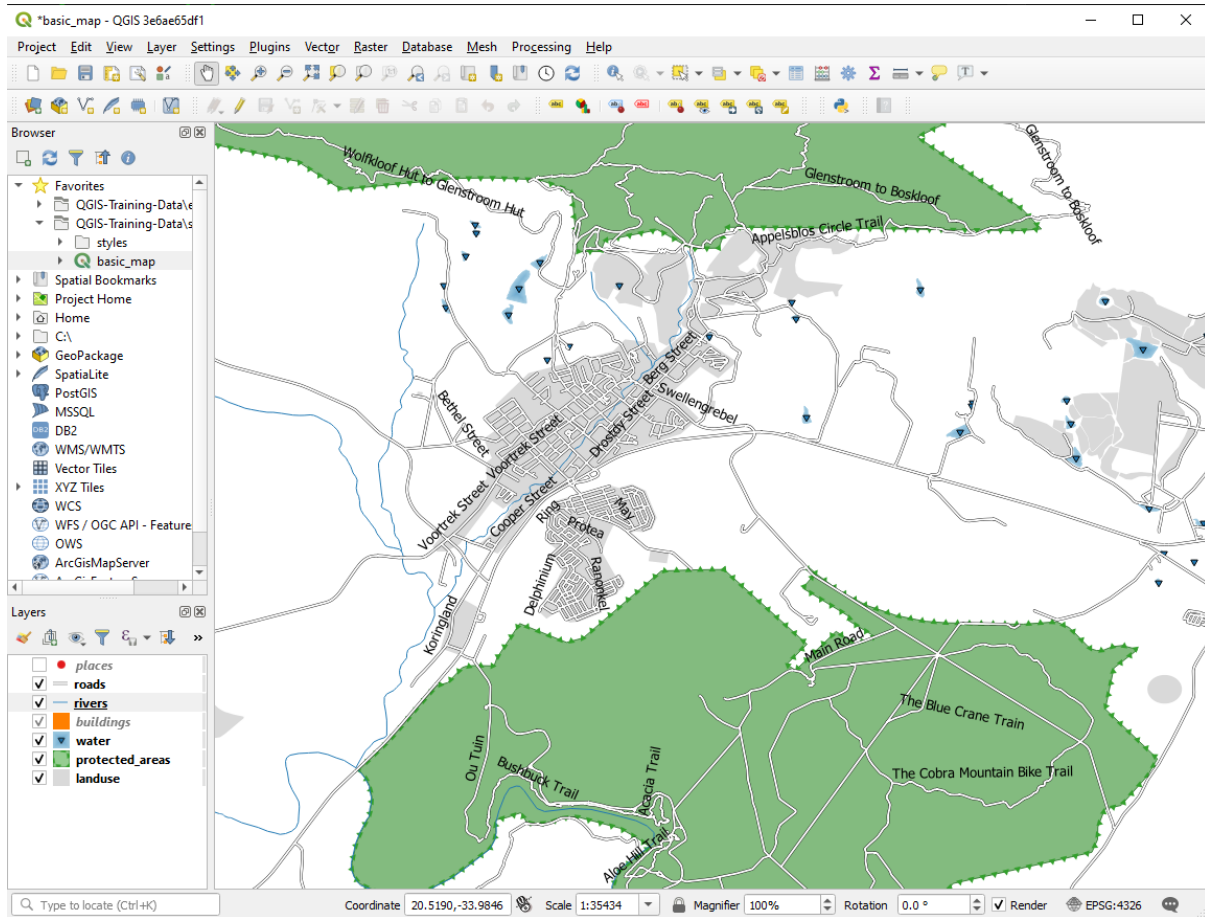 *basic_map - QGIS 3e6ae65df1
Project Edit View Layer Settings Plugins Vector Raster Database Mesh Processing Help
Browser
Favorites
QGIS-Training-Data\e
QGIS-Training-Data\s
styles
basic_map
Spatial Bookmarks
Project Home
Home
C:\
GeoPackage
SpatiaLite
PostGIS
MSSQL
DB2
WMS/WMTS
Vector Tiles
XYZ Tiles
WCS
WFS / OGC API - Feature
OWS
ArcGisMapServer
Layers
places
roads
rivers
buildings
water
protected_areas
landuse
Wolfkloof Hut to Glenstroom Hut
Glenstroom to Boskloof
Glenstroom to Boskloof
Appelsblos Circle Trail
Berg Street
Swellengrebel
Bethel Street
Drostdy Street
Voortrek Street
Voortrek Street
Cooper Street
Ring
May
Protea
Delphinium
Ranonkel
Koringland
Main Road
The Blue Crane Train
The Cobra Mountain Bike Trail
Ou Tuin
Bushbuck Trail
Acacia Trail
Aloe Hill Trail
Type to locate (Ctrl+K) Coordinate 20.5190,-33.9846 Scale 1:35434 Magnifier 100% Rotation 0.0 ° Render EPSG:4326